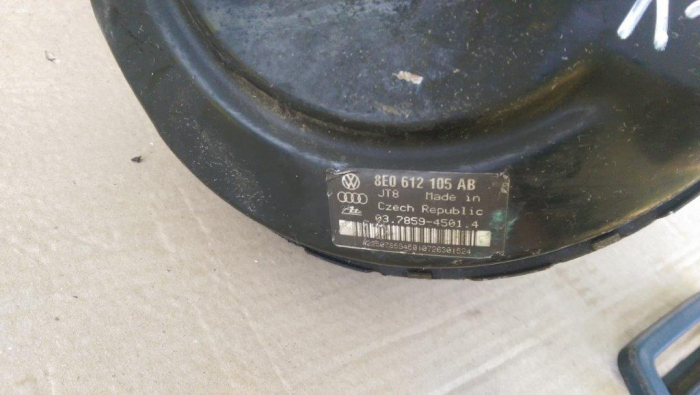 8E0 612 105 AB
JT8 Made in
Czech Republic
03.7859-4501.4